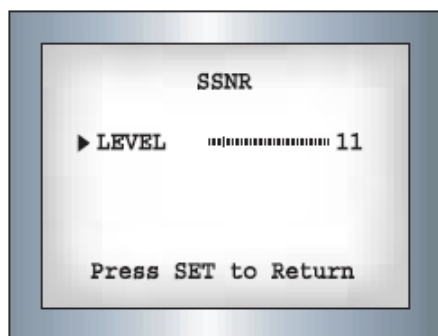 SSNR
▶ LEVEL 11
Press SET to Return